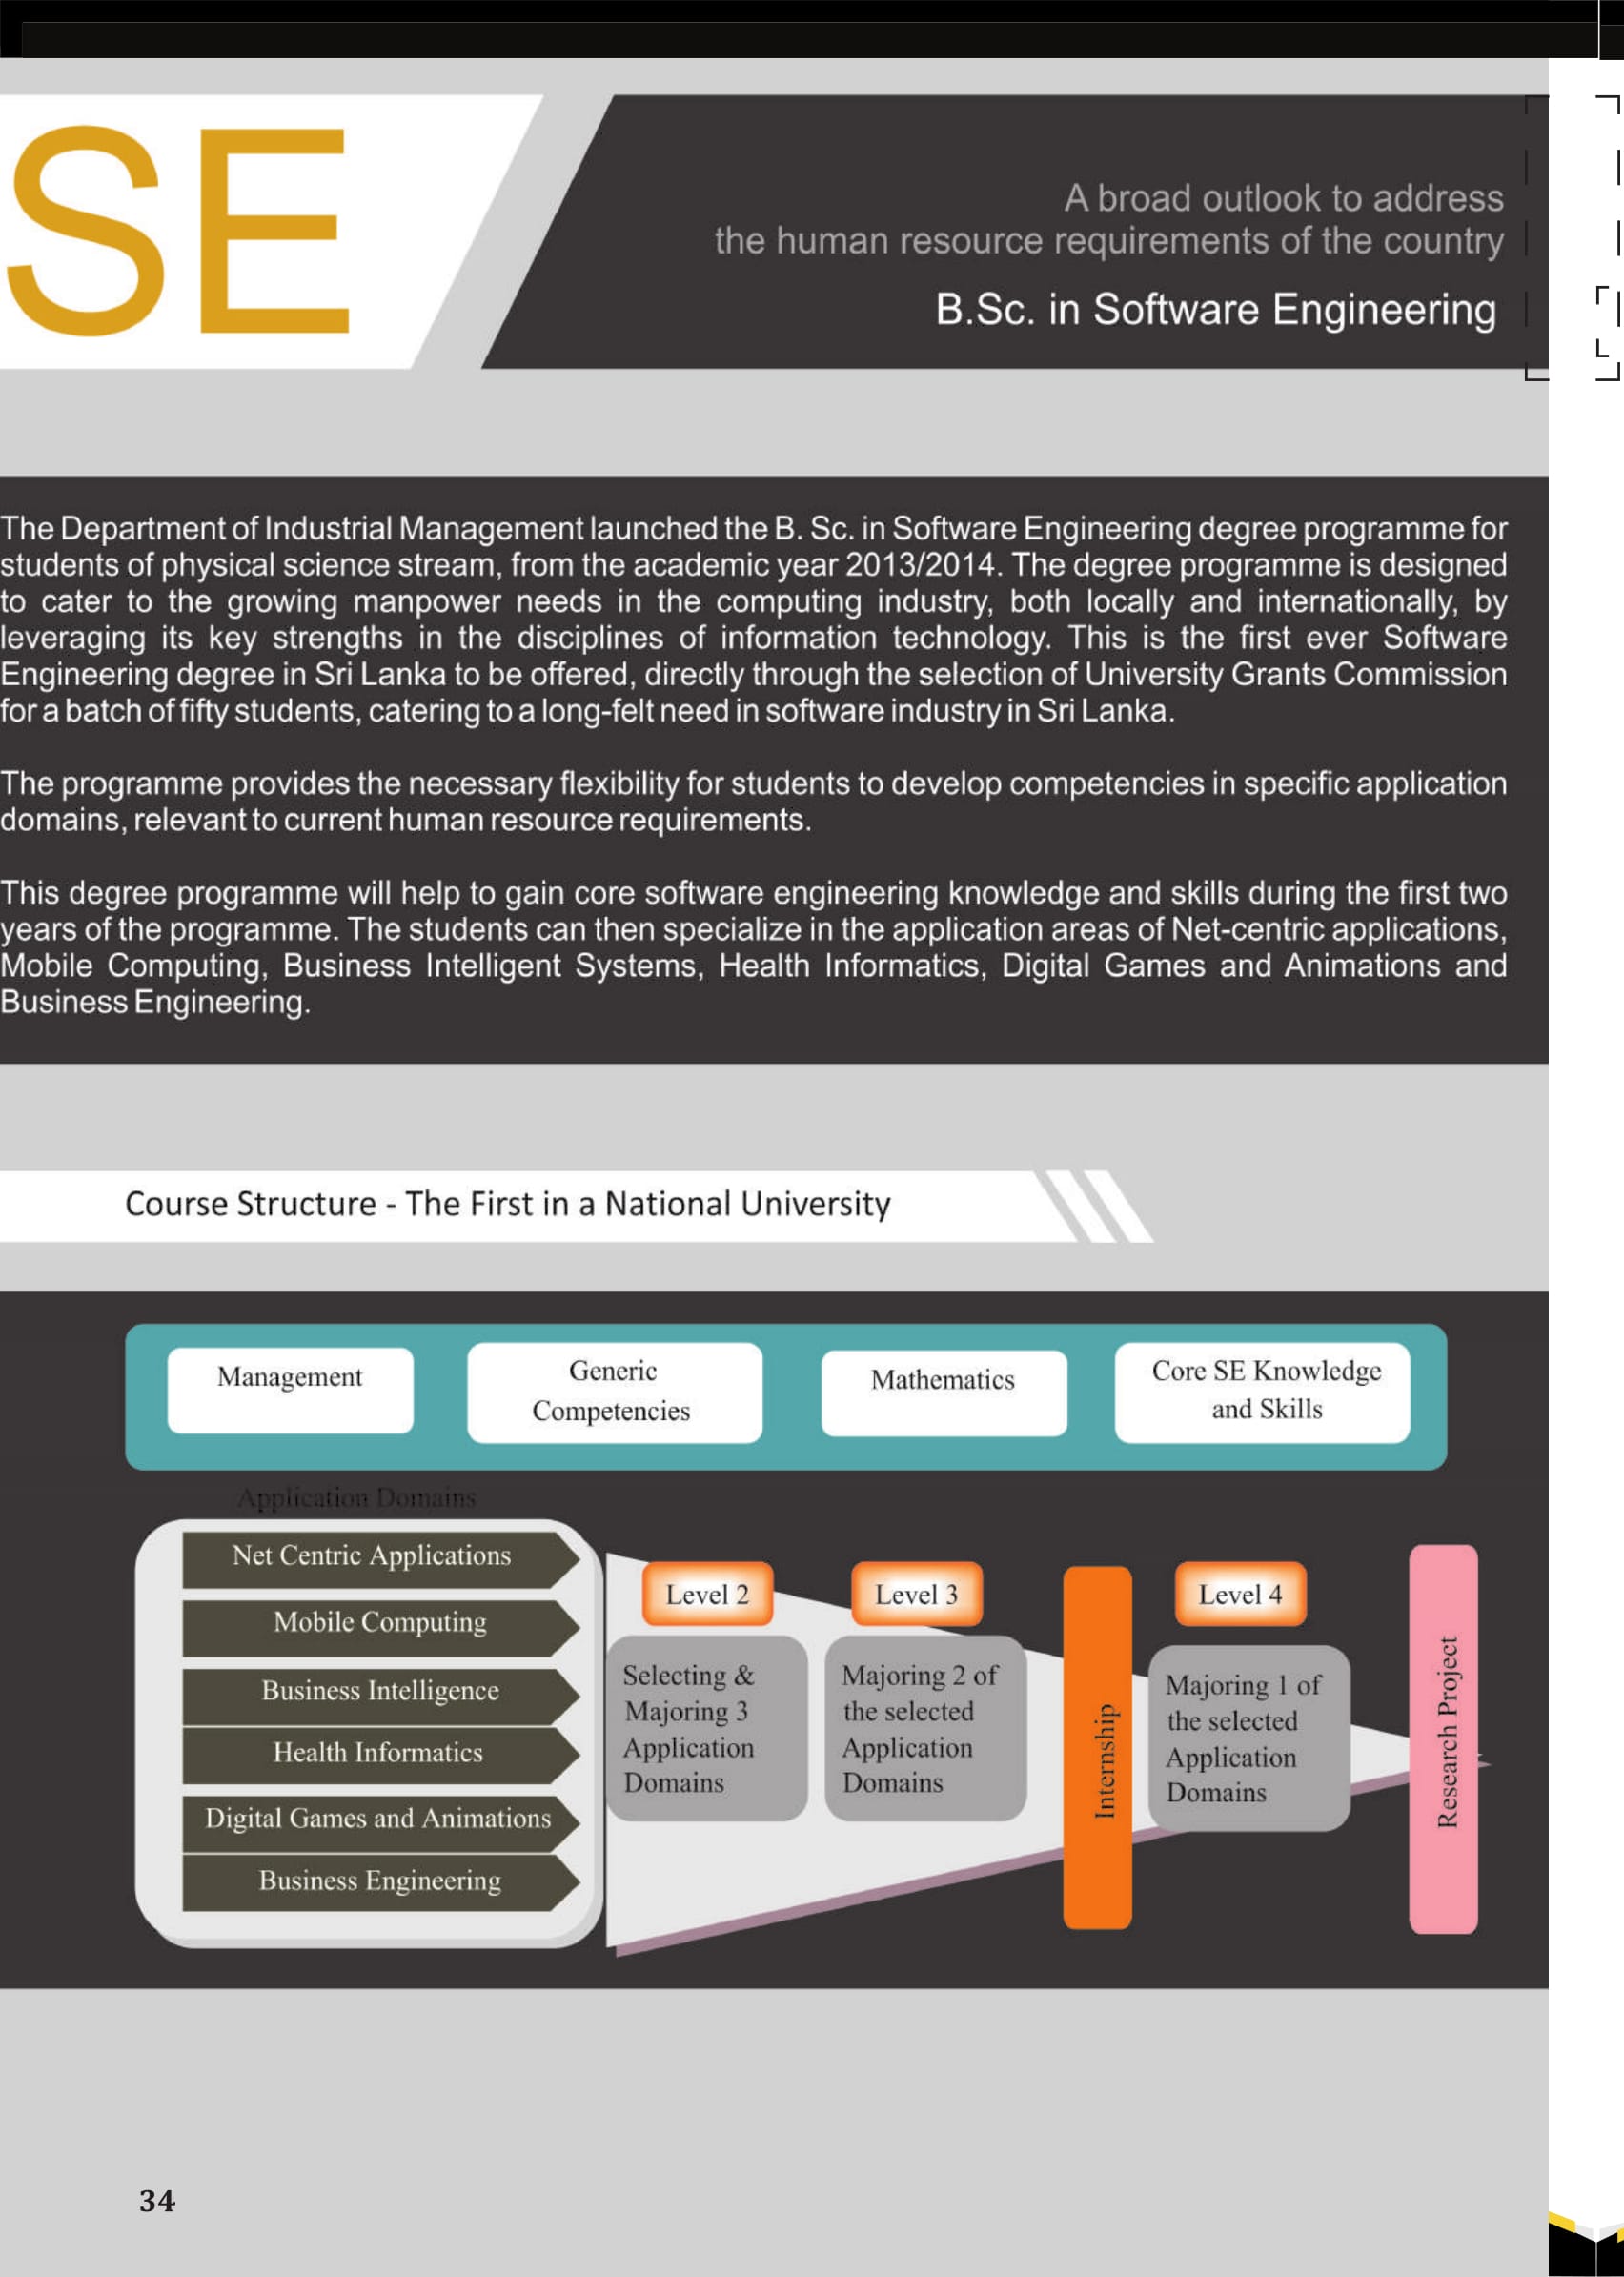 SE
A broad outlook to address
the human resource requirements of the country
B.Sc. in Software Engineering
The Department of Industrial Management launched the B. Sc. in Software Engineering degree programme for
students of physical science stream, from the academic year 2013/2014. The degree programme is designed
to cater to the growing manpower needs in the computing industry, both locally and internationally, by
leveraging its key strengths in the disciplines of information technology. This is the first ever Software
Engineering degree in Sri Lanka to be offered, directly through the selection of University Grants Commission
for a batch of fifty students, catering to a long-felt need in software industry in Sri Lanka.
The programme provides the necessary flexibility for students to develop competencies in specific application
domains, relevant to current human resource requirements.
This degree programme will help to gain core software engineering knowledge and skills during the first two
years of the programme. The students can then specialize in the application areas of Net-centric applications,
Mobile Computing, Business Intelligent Systems, Health Informatics, Digital Games and Animations and
Business Engineering.
Course Structure - The First in a National University
Management
Generic
Competencies
Mathematics
Core SE Knowledge
and Skills
Application Domains
Net Centric Applications
Mobile Computing
Business Intelligence
Health Informatics
Digital Games and Animations
Business Engineering
Level 2
Selecting &
Majoring 3
Application
Domains
Level 3
Majoring 2 of
the selected
Application
Domains
Internship
Level 4
Majoring 1 of
the selected
Application
Domains
Research Project
34